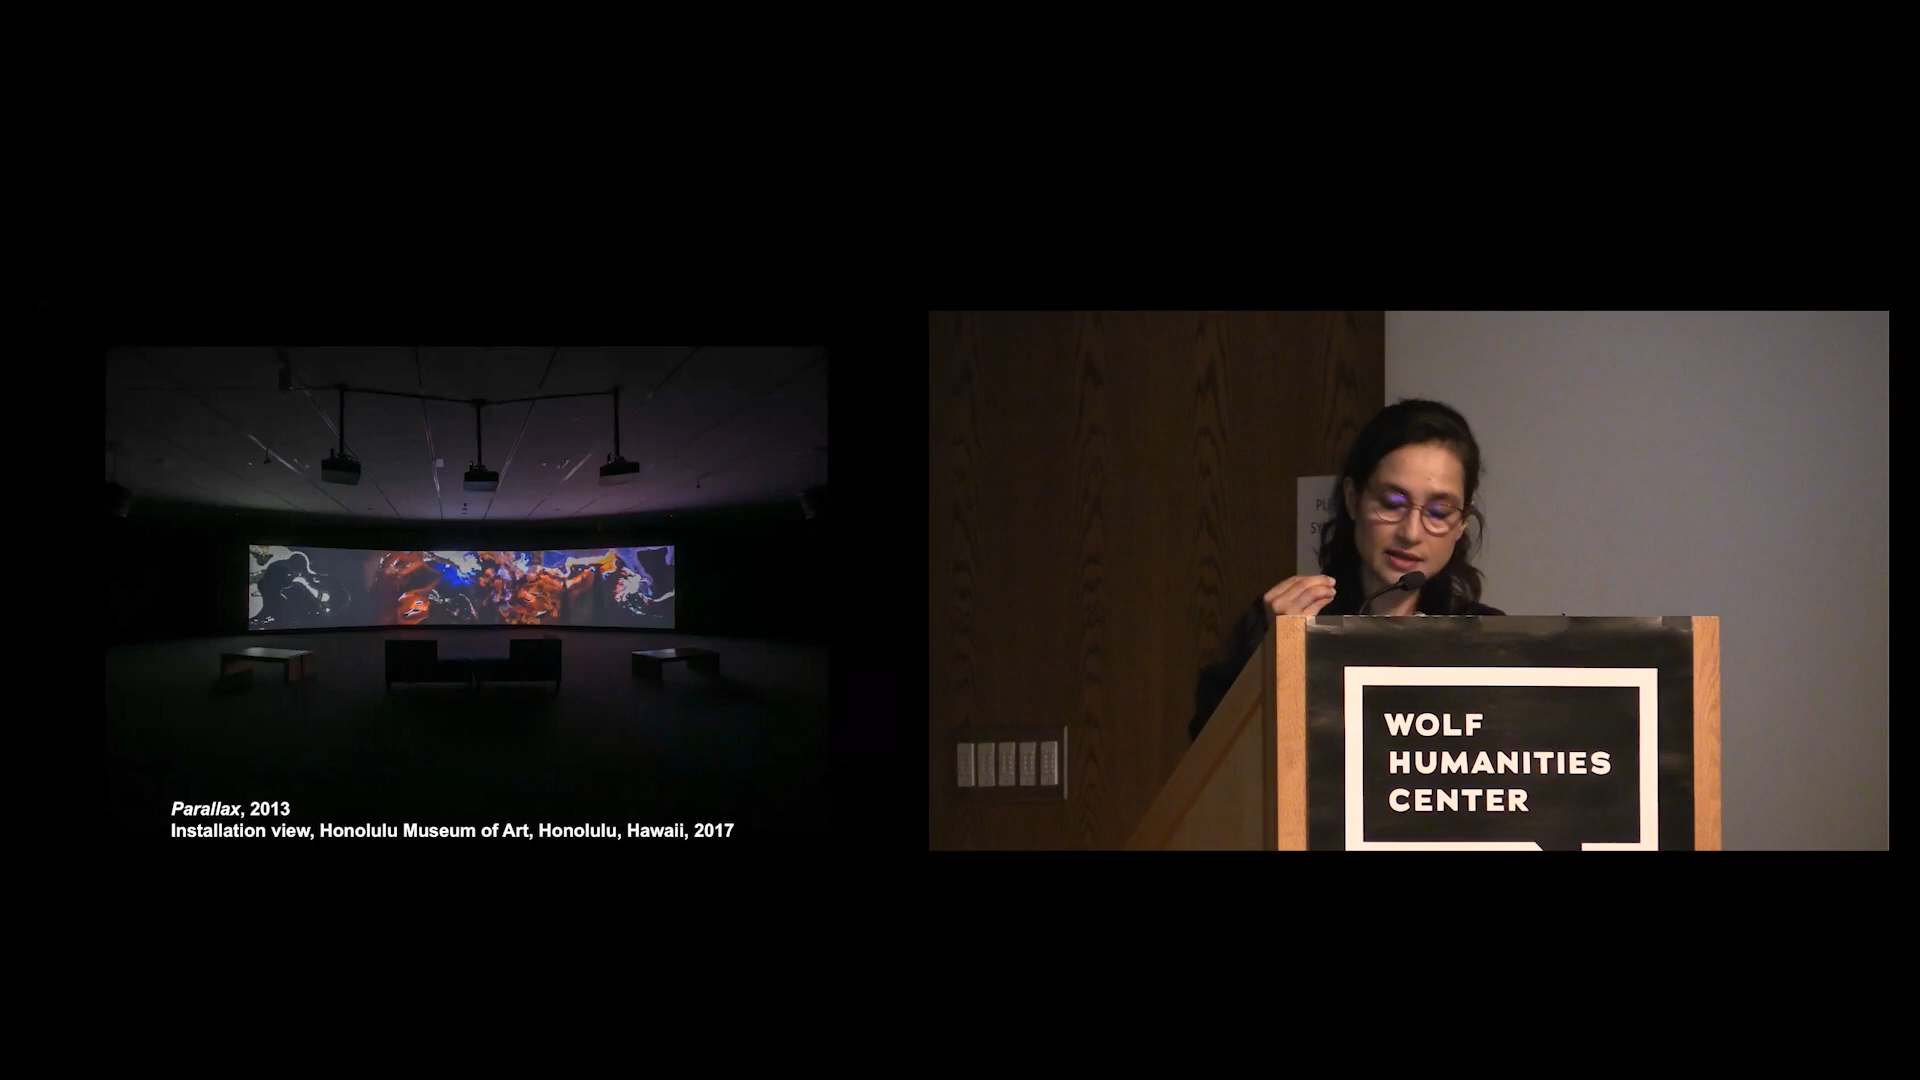 Parallax, 2013
Installation view, Honolulu Museum of Art, Honolulu, Hawaii, 2017
WOLF
HUMANITIES
CENTER